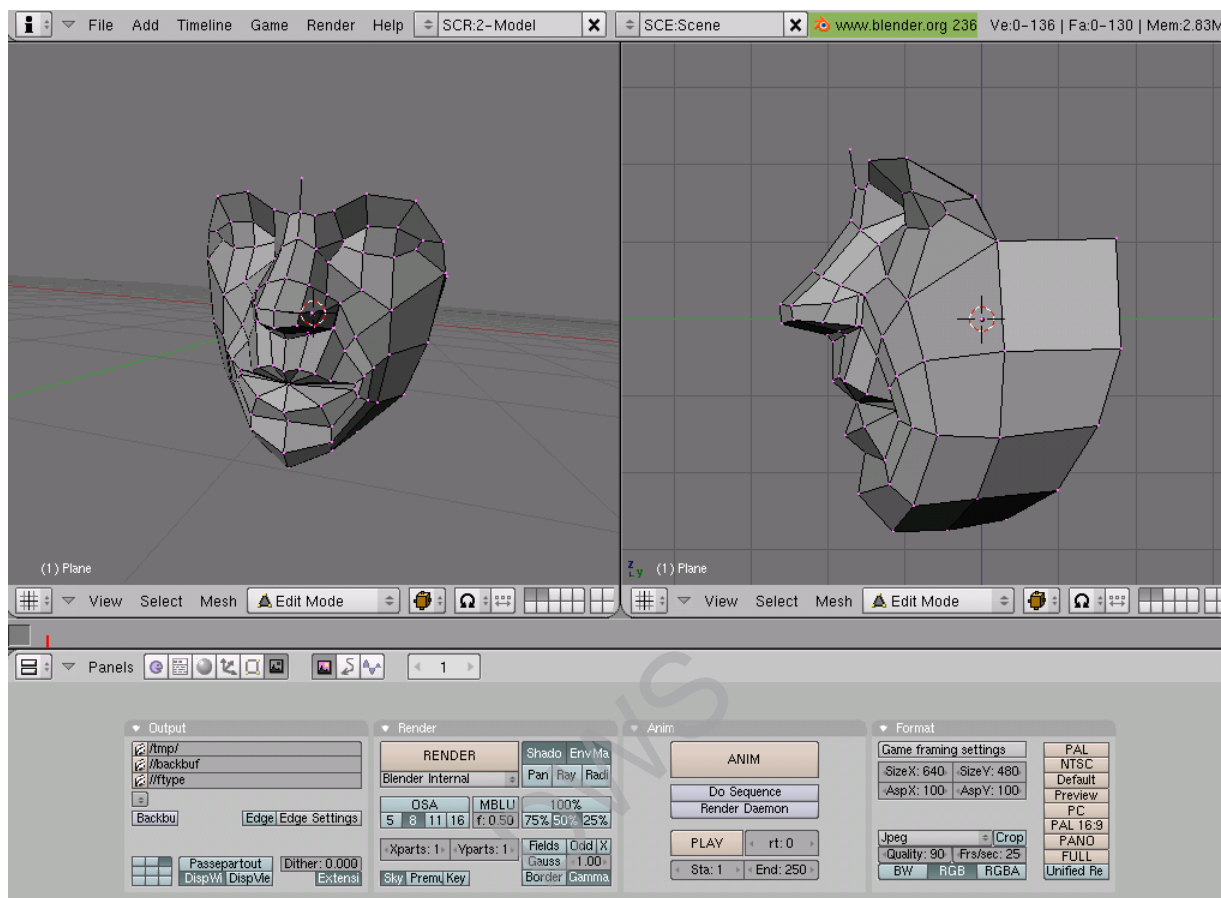 File Add Timeline Game Render Help SCR:2-Model X SCE:Scene X www.blender.org 236 Ve:0-136 | Fa:0-130 | Mem:2.83M
(1) Plane
z
y (1) Plane
View Select Mesh Edit Mode
View Select Mesh Edit Mode
Panels 1
Output
/tmp/
//backbuf
//ftype
Backbu Edge Edge Settings
Passepartout Dither: 0.000
DispWi DispVie Extensi
Render
RENDER Shado EnvMa
Blender Internal Pan Ray Radi
OSA MBLU 100%
5 8 11 16 f: 0.50 75% 50% 25%
Xparts: 1 Yparts: 1 Fields Odd X
Gauss 1.00
Sky Premu Key Border Gamma
Anim
ANIM
Do Sequence
Render Daemon
PLAY rt: 0
Sta: 1 End: 250
Format
Game framing settings PAL
NTSC
SizeX: 640 SizeY: 480 Default
AspX: 100 AspY: 100 Preview
PC
PAL 16:9
Jpeg Crop PANO
Quality: 90 Frs/sec: 25 FULL
BW RGB RGBA Unified Re